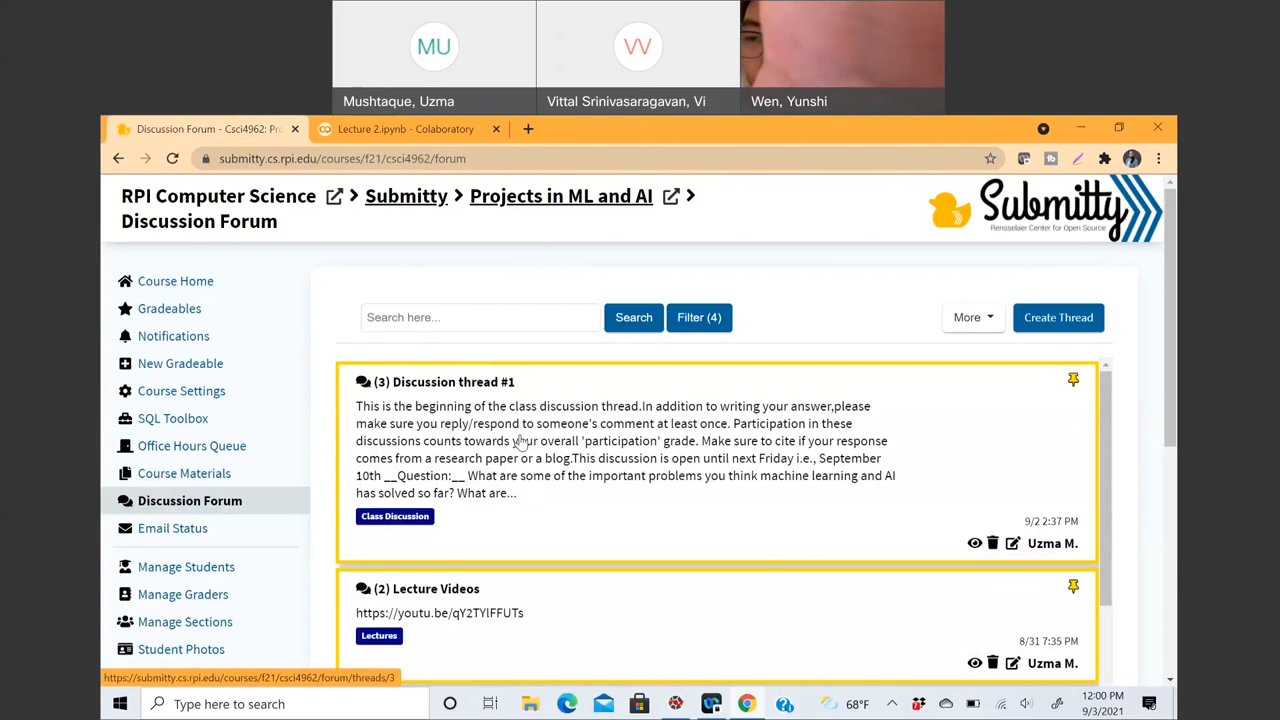 MU
VV
Mushtaque, Uzma
Vittal Srinivasaragavan, Vi
Wen, Yunshi
Discussion Forum - Csci4962: Pro
Lecture 2.ipynb - Colaboratory
submitty.cs.rpi.edu/courses/f21/csci4962/forum
RPI Computer Science > Submitty > Projects in ML and AI >
Discussion Forum
Submitty
Rensselaer Center for Open Source
Course Home
Gradeables
Notifications
New Gradeable
Course Settings
SQL Toolbox
Office Hours Queue
Course Materials
Discussion Forum
Email Status
Manage Students
Manage Graders
Manage Sections
Student Photos
Search here...
Search
Filter (4)
More
Create Thread
(3) Discussion thread #1
This is the beginning of the class discussion thread.In addition to writing your answer,please
make sure you reply/respond to someone's comment at least once. Participation in these
discussions counts towards your overall 'participation' grade. Make sure to cite if your response
comes from a research paper or a blog.This discussion is open until next Friday i.e., September
10th __Question:__ What are some of the important problems you think machine learning and AI
has solved so far? What are...
Class Discussion
9/2 2:37 PM
Uzma M.
(2) Lecture Videos
https://youtu.be/qY2TYlFFUTs
Lectures
8/31 7:35 PM
Uzma M.
https://submitty.cs.rpi.edu/courses/f21/csci4962/forum/threads/3
Type here to search
68°F
12:00 PM
9/3/2021